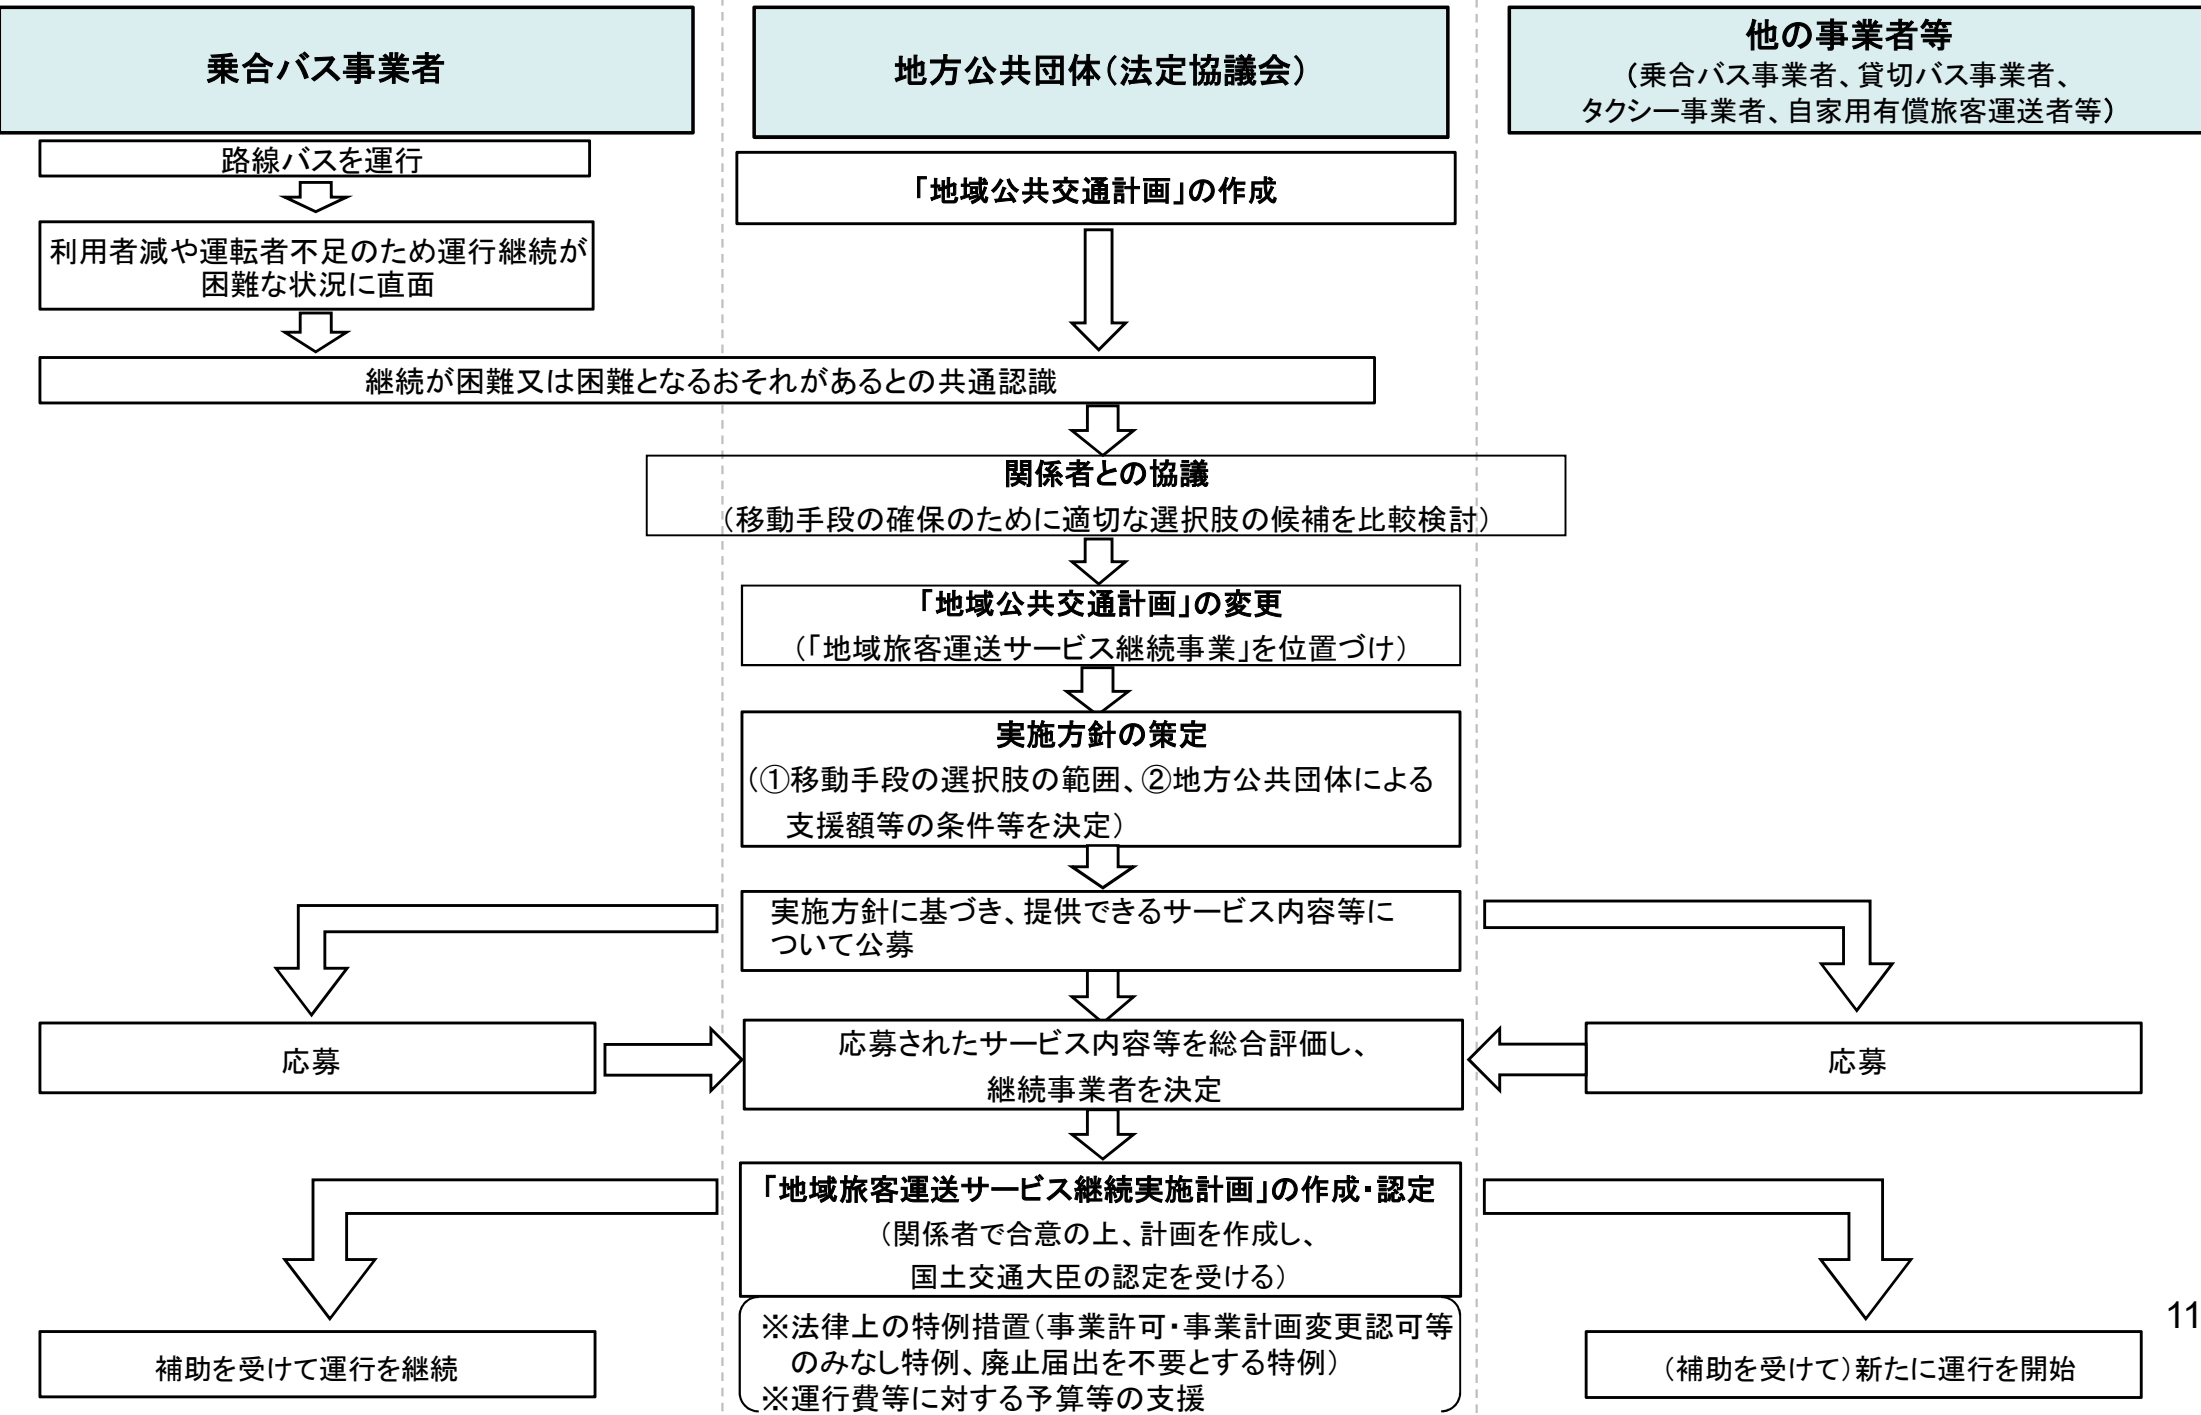 乗合バス事業者
地方公共団体（法定協議会）
他の事業者等
（乗合バス事業者、貸切バス事業者、
タクシー事業者、自家用有償旅客運送者等）
路線バスを運行
「地域公共交通計画」の作成
利用者減や運転者不足のため運行継続が
困難な状況に直面
継続が困難又は困難となるおそれがあるとの共通認識
関係者との協議
（移動手段の確保のために適切な選択肢の候補を比較検討）
「地域公共交通計画」の変更
（「地域旅客運送サービス継続事業」を位置づけ）
実施方針の策定
（①移動手段の選択肢の範囲、②地方公共団体による
支援額等の条件等を決定）
実施方針に基づき、提供できるサービス内容等に
ついて公募
応募
応募されたサービス内容等を総合評価し、
継続事業者を決定
応募
「地域旅客運送サービス継続実施計画」の作成・認定
（関係者で合意の上、計画を作成し、
国土交通大臣の認定を受ける）
※法律上の特例措置（事業許可・事業計画変更認可等
のみなし特例、廃止届出を不要とする特例）
※運行費等に対する予算等の支援
補助を受けて運行を継続
（補助を受けて）新たに運行を開始
11